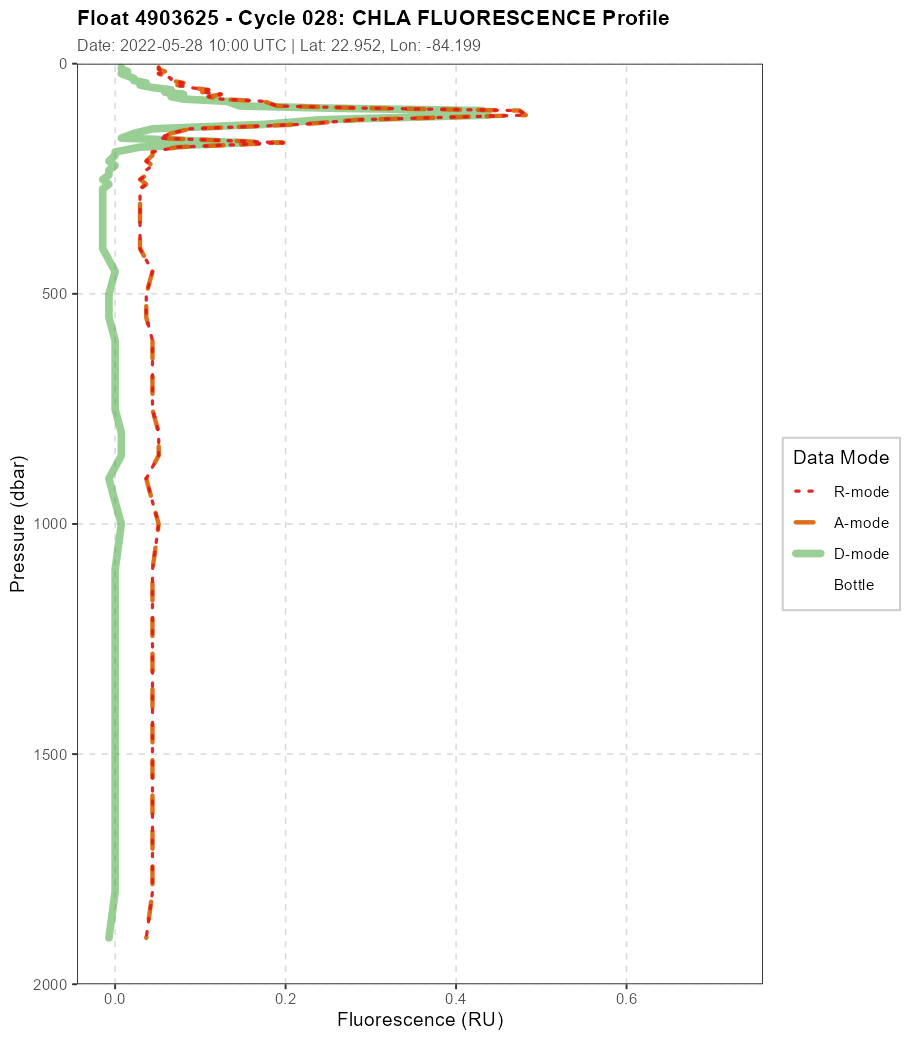 Float 4903625 - Cycle 028: CHLA FLUORESCENCE Profile
Date: 2022-05-28 10:00 UTC | Lat: 22.952, Lon: -84.199
0
500
1000
1500
2000
Pressure (dbar)
0.0
0.2
0.4
0.6
Fluorescence (RU)
Data Mode
R-mode
A-mode
D-mode
Bottle